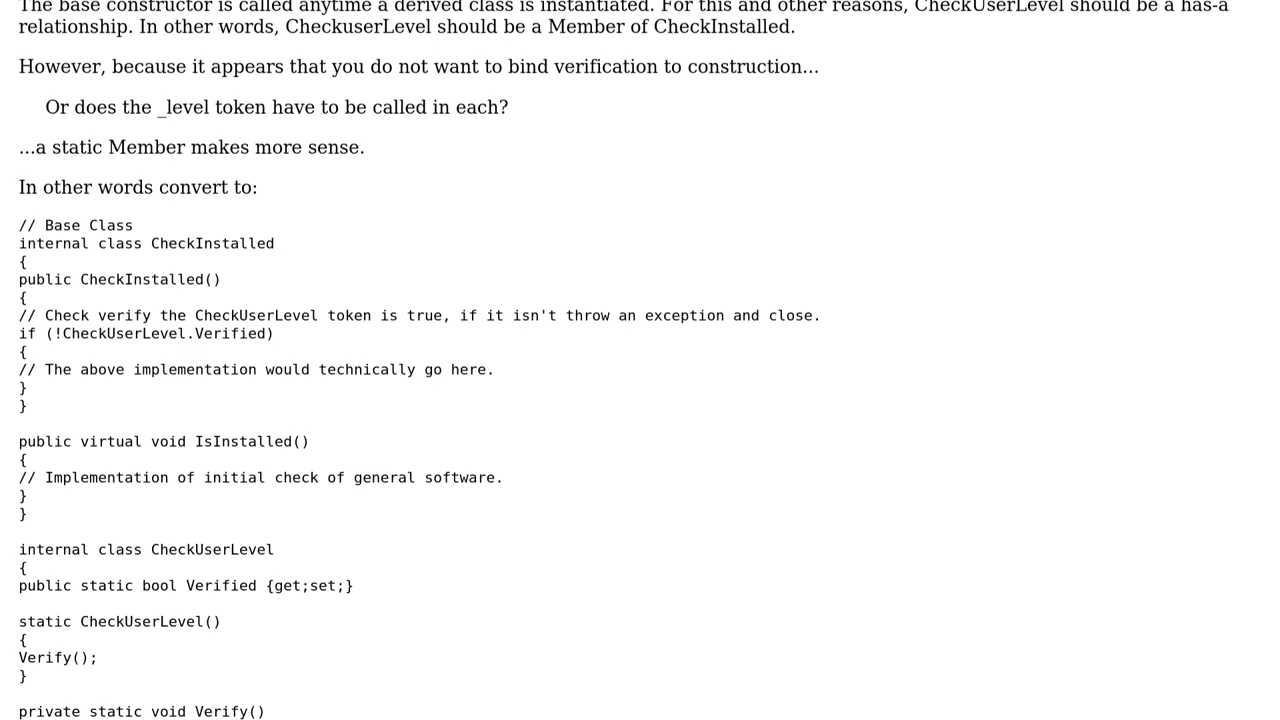 The base constructor is called anytime a derived class is instantiated. For this and other reasons, CheckUserLevel should be a has-a
relationship. In other words, CheckuserLevel should be a Member of CheckInstalled.
However, because it appears that you do not want to bind verification to construction...
Or does the _level token have to be called in each?
...a static Member makes more sense.
In other words convert to:
// Base Class
internal class CheckInstalled
{
public CheckInstalled()
{
// Check verify the CheckUserLevel token is true, if it isn't throw an exception and close.
if (!CheckUserLevel.Verified)
{
// The above implementation would technically go here.
}
}
public virtual void IsInstalled()
{
// Implementation of initial check of general software.
}
}
internal class CheckUserLevel
{
public static bool Verified {get;set;}
static CheckUserLevel()
{
Verify();
}
private static void Verify()